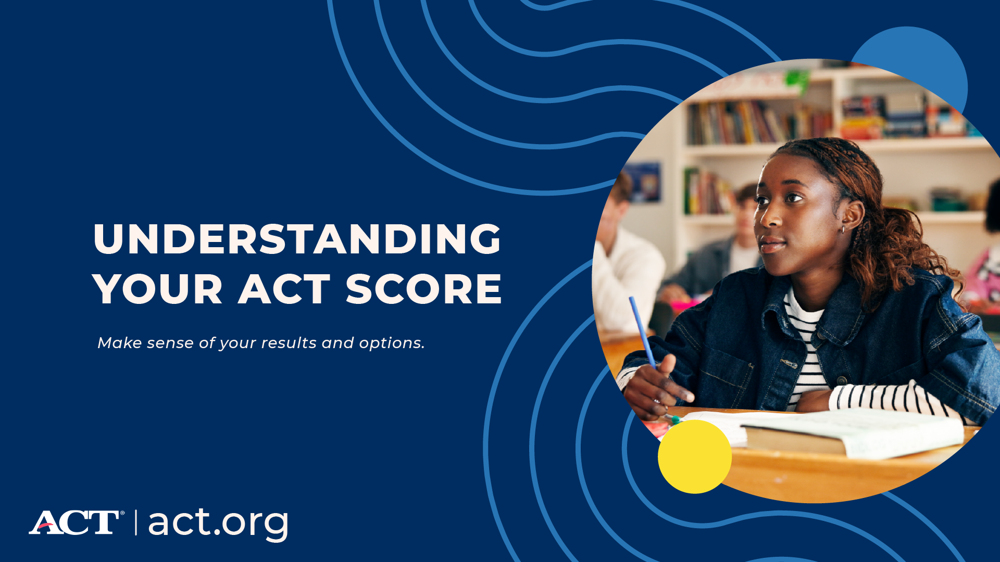 UNDERSTANDING
YOUR ACT SCORE
Make sense of your results and options.
ACT® | act.org